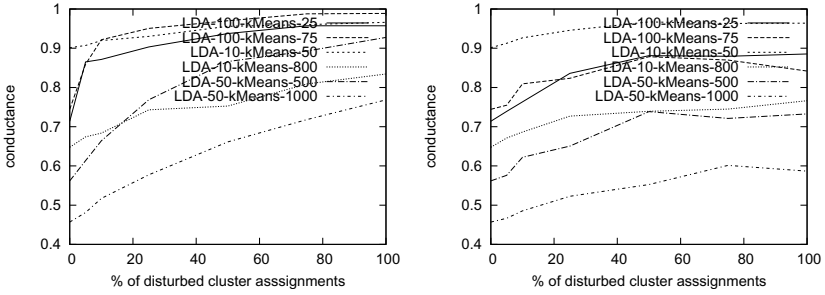 1
0.9
0.8
0.7
0.6
0.5
0.4
conductance
0 20 40 60 80 100
% of disturbed cluster asssignments
LDA-100-kMeans-25
LDA-100-kMeans-75
LDA-10-kMeans-50
LDA-10-kMeans-800
LDA-50-kMeans-500
LDA-50-kMeans-1000
1
0.9
0.8
0.7
0.6
0.5
0.4
conductance
0 20 40 60 80 100
% of disturbed cluster asssignments
LDA-100-kMeans-25
LDA-100-kMeans-75
LDA-10-kMeans-50
LDA-10-kMeans-800
LDA-50-kMeans-500
LDA-50-kMeans-1000